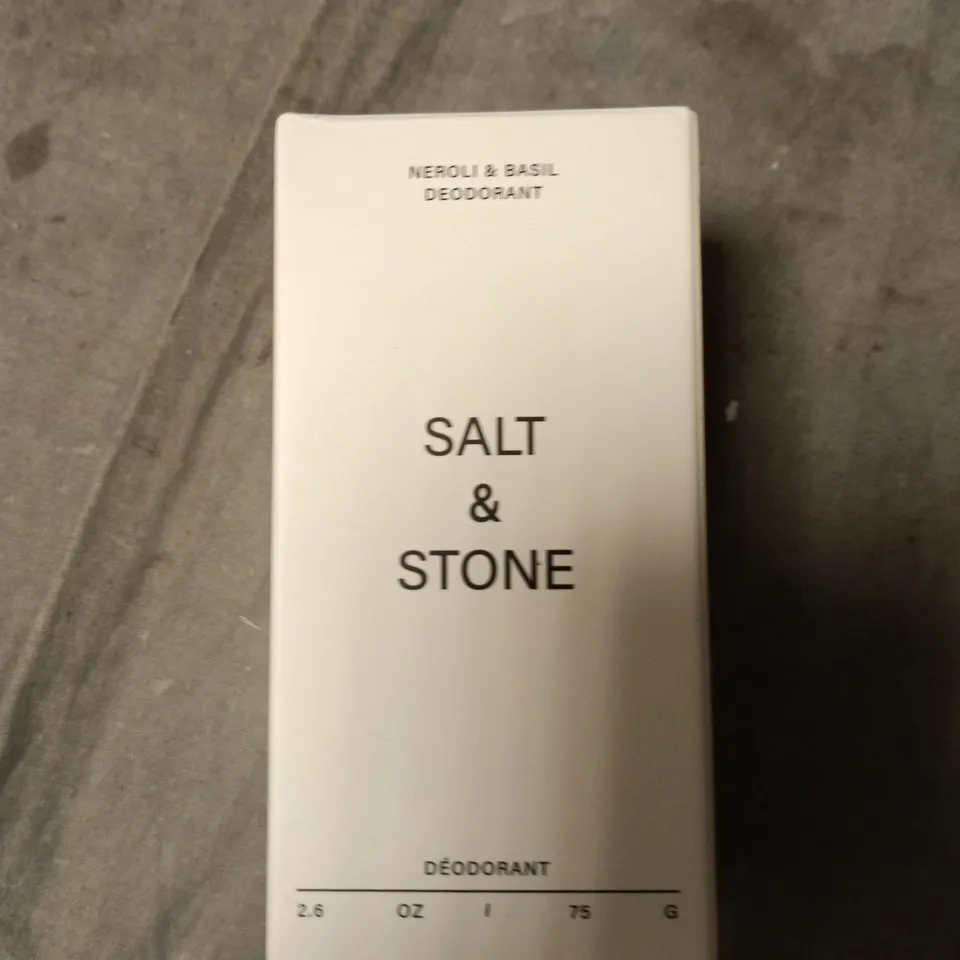 NEROLI & BASIL
DEODORANT
SALT
&
STONE
DÉODORANT
2.6 OZ / 75 G